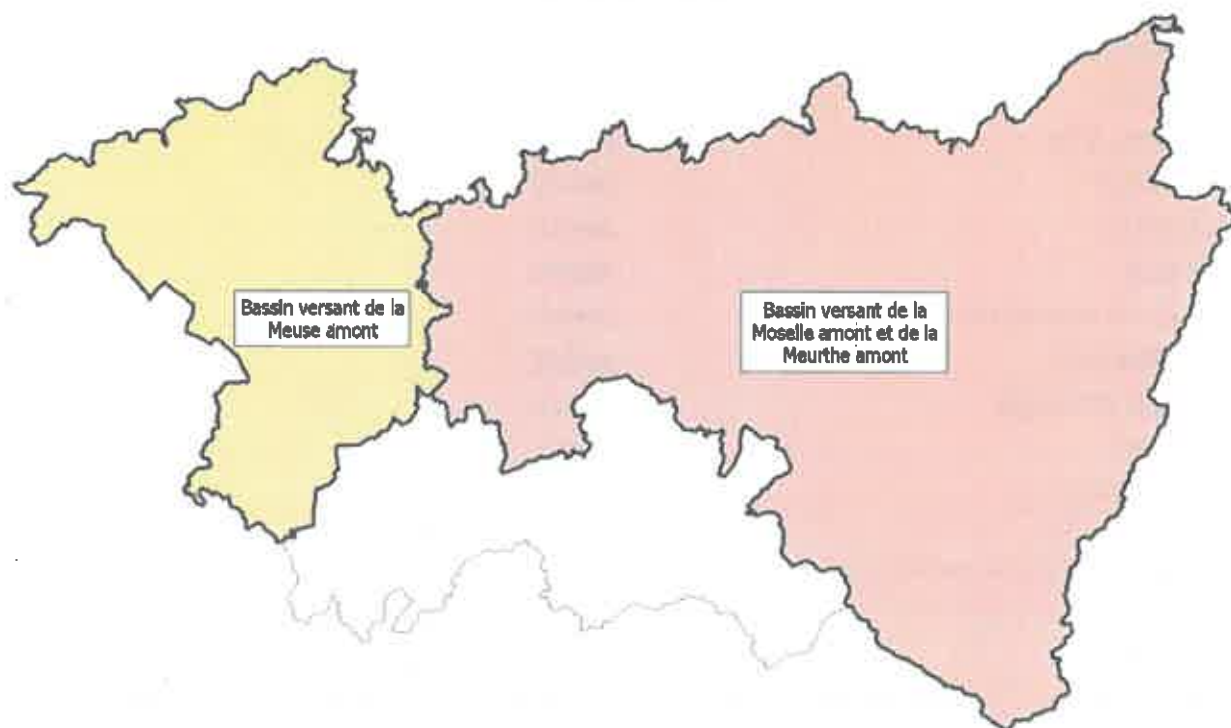 Bassin versant de la
Meuse amont
Bassin versant de la
Moselle amont et de la
Meurthe amont